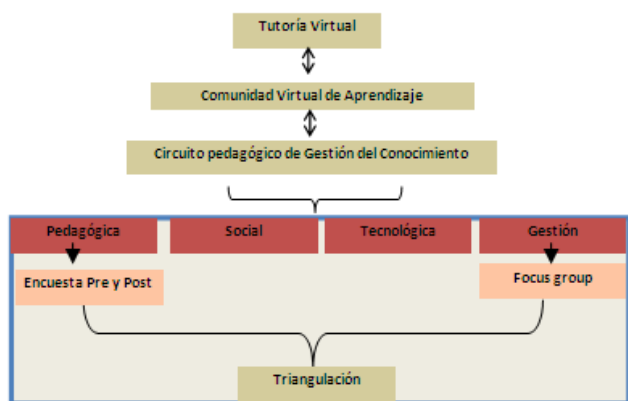 Tutoría Virtual
Comunidad Virtual de Aprendizaje
Circuito pedagógico de Gestión del Conocimiento
Pedagógica
Social
Tecnológica
Gestión
Encuesta Pre y Post
Focus group
Triangulación